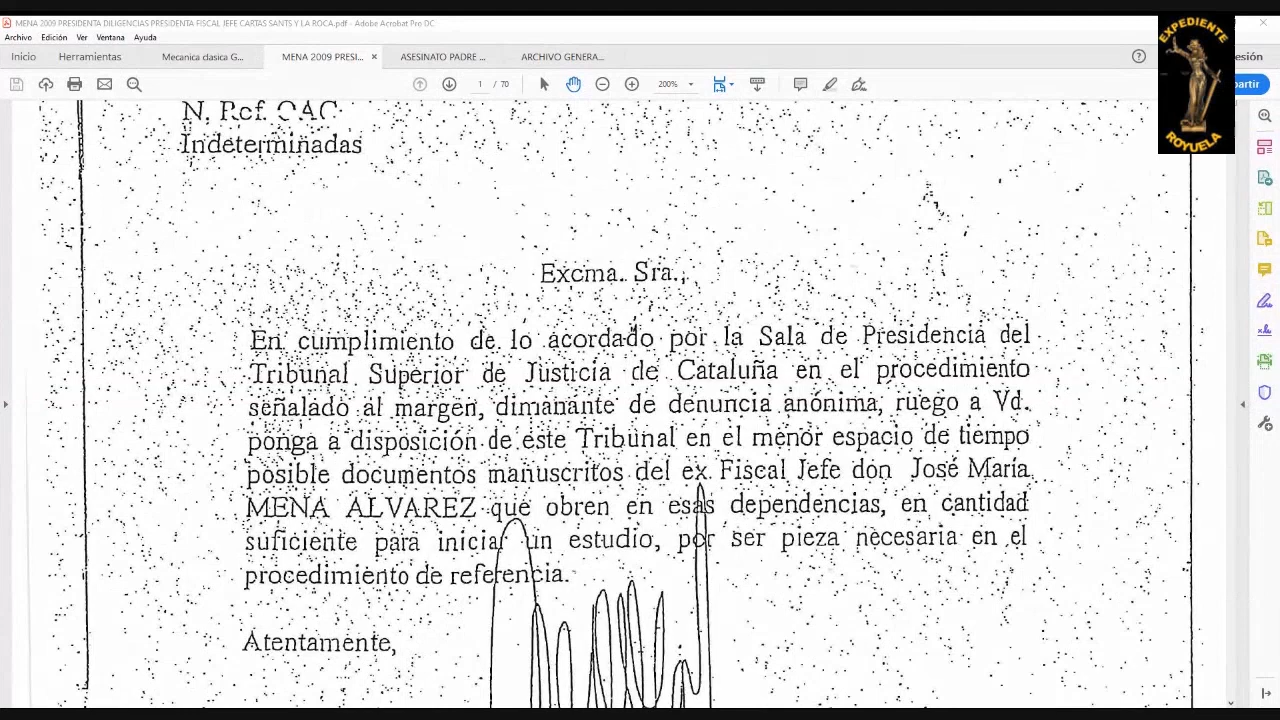 MENA 2009 PRESIDENTA DILIGENCIAS PRESIDENTA FISCAL JEFE CARTAS SANTS Y LA ROCA.pdf - Adobe Acrobat Pro DC
Archivo Edición Ver Ventana Ayuda
Inicio Herramientas Mecanica clasica G... MENA 2009 PRESI... × ASESINATO PADRE ... ARCHIVO GENERA... esión
1 / 70 200% partir
EXPEDIENTE
ROYUELA
N. Ref.
Indeterminadas
Excma. Sra.,
En cumplimiento de lo acordado por la Sala de Presidencia del
Tribunal Superior de Justicia de Cataluña en el procedimiento
señalado al margen, dimanante de denuncia anónima, ruego a Vd.
ponga a disposición de este Tribunal en el menor espacio de tiempo
posible documentos manuscritos del ex Fiscal Jefe don José María
MENA ALVAREZ que obren en esas dependencias, en cantidad
suficiente para iniciar un estudio, por ser pieza necesaria en el
procedimiento de referencia.
Atentamente,